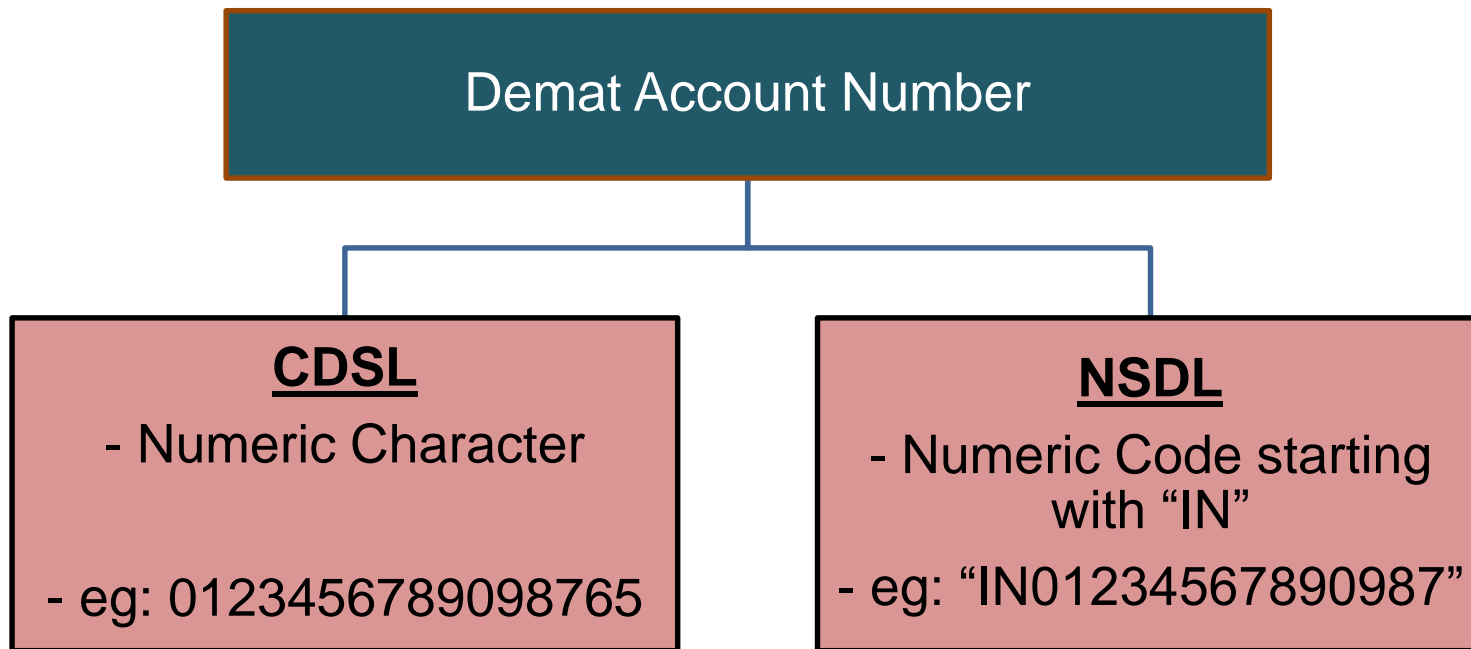 Demat Account Number
CDSL
- Numeric Character
- eg: 0123456789098765
NSDL
- Numeric Code starting
with “IN”
- eg: “IN01234567890987”